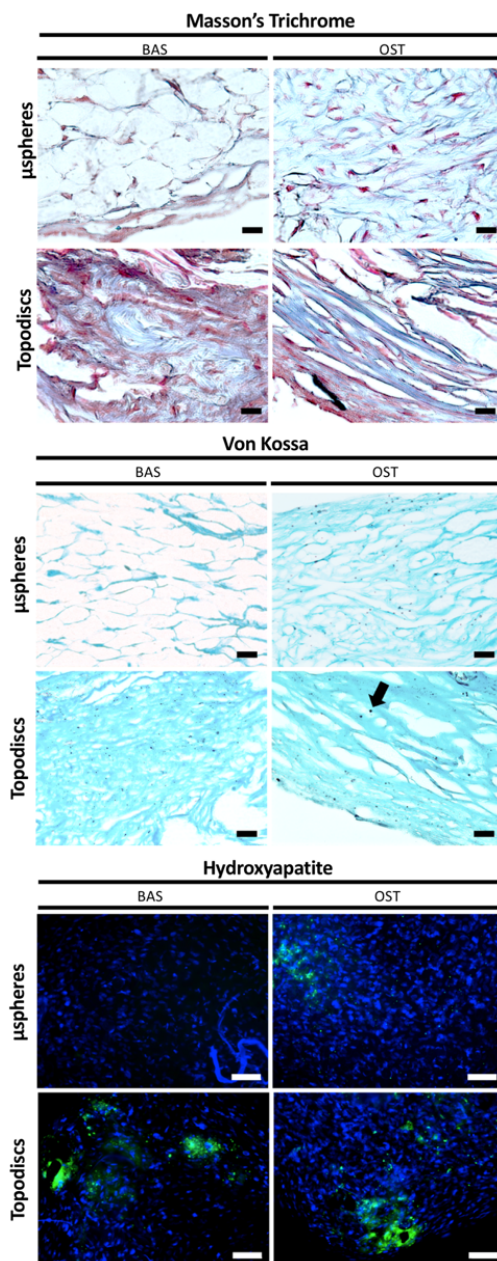 Masson's Trichrome
BAS OST
μspheres
Topodiscs
Von Kossa
BAS OST
μspheres
Topodiscs
Hydroxyapatite
BAS OST
μspheres
Topodiscs